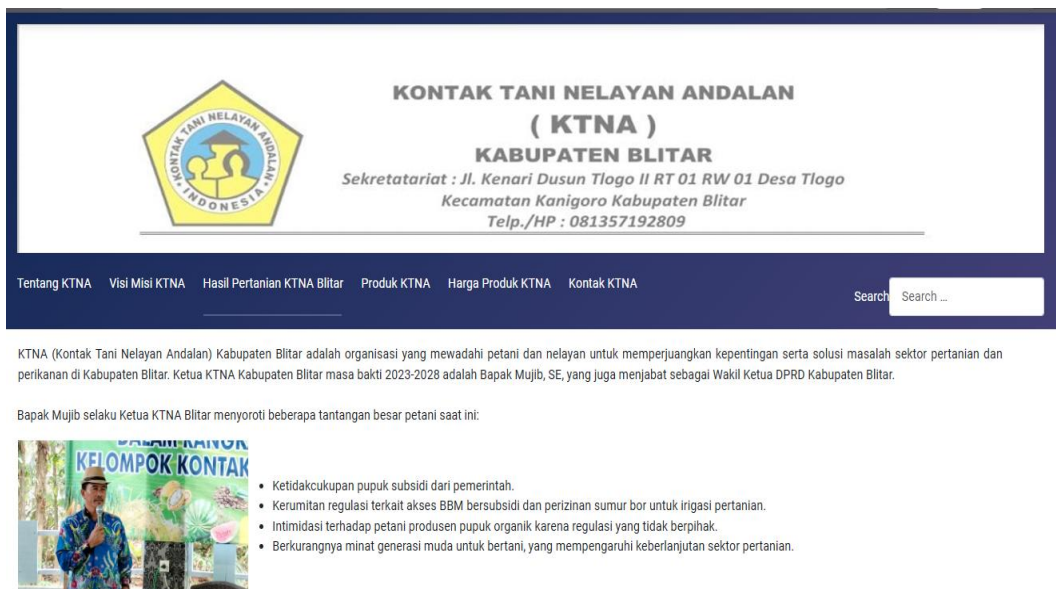 KONTAK TANI NELAYAN ANDALAN
INDONESIA
KONTAK TANI NELAYAN ANDALAN
( KTNA )
KABUPATEN BLITAR
Sekretatariat : Jl. Kenari Dusun Tlogo II RT 01 RW 01 Desa Tlogo
Kecamatan Kanigoro Kabupaten Blitar
Telp./HP : 081357192809
Tentang KTNA Visi Misi KTNA Hasil Pertanian KTNA Blitar Produk KTNA Harga Produk KTNA Kontak KTNA
Search Search ...
KTNA (Kontak Tani Nelayan Andalan) Kabupaten Blitar adalah organisasi yang mewadahi petani dan nelayan untuk memperjuangkan kepentingan serta solusi masalah sektor pertanian dan
perikanan di Kabupaten Blitar. Ketua KTNA Kabupaten Blitar masa bakti 2023-2028 adalah Bapak Mujib, SE, yang juga menjabat sebagai Wakil Ketua DPRD Kabupaten Blitar.
Bapak Mujib selaku Ketua KTNA Blitar menyoroti beberapa tantangan besar petani saat ini:
DALAM RANGK
KELOMPOK KONTAK
• Ketidakcukupan pupuk subsidi dari pemerintah.
• Kerumitan regulasi terkait akses BBM bersubsidi dan perizinan sumur bor untuk irigasi pertanian.
• Intimidasi terhadap petani produsen pupuk organik karena regulasi yang tidak berpihak.
• Berkurangnya minat generasi muda untuk bertani, yang mempengaruhi keberlanjutan sektor pertanian.